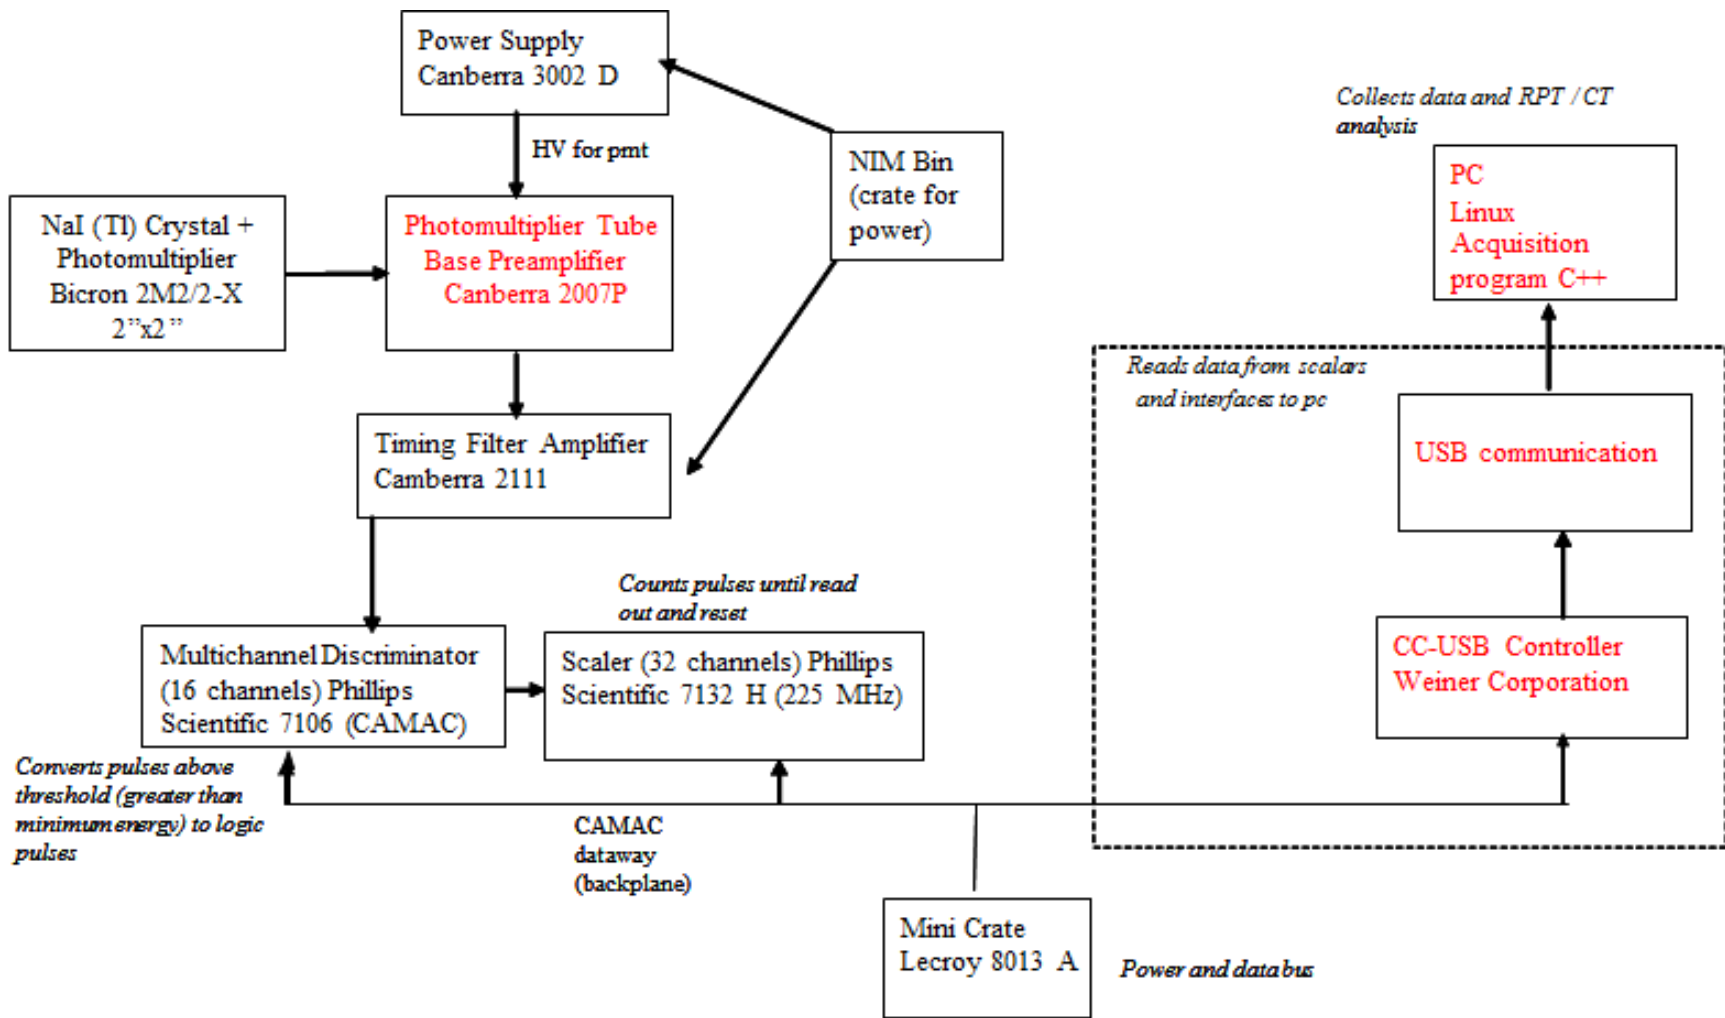 Power Supply
Canberra 3002 D
HV for pmt
NIM Bin
(crate for
power)
NaI (Tl) Crystal +
Photomultiplier
Bicron 2M2/2-X
2”x2”
Photomultiplier Tube
Base Preamplifier
Canberra 2007P
Timing Filter Amplifier
Camberra 2111
Multichannel Discriminator
(16 channels) Phillips
Scientific 7106 (CAMAC)
Converts pulses above
threshold (greater than
minimum energy) to logic
pulses
Counts pulses until read
out and reset
Scaler (32 channels) Phillips
Scientific 7132 H (225 MHz)
CAMAC
dataway
(backplane)
Mini Crate
Lecroy 8013 A
Power and data bus
Collects data and RPT / CT
analysis
PC
Linux
Acquisition
program C++
Reads data from scalars
and interfaces to pc
USB communication
CC-USB Controller
Weiner Corporation